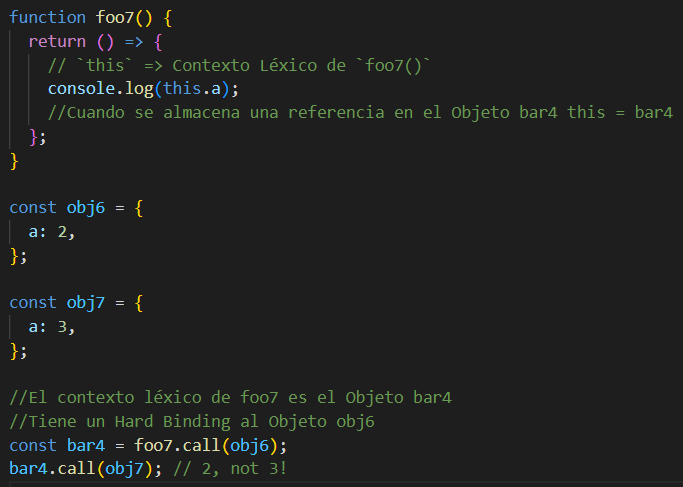 function foo7() {
return () => {
// `this` => Contexto Léxico de `foo7()`
console.log(this.a);
//Cuando se almacena una referencia en el Objeto bar4 this = bar4
};
}
const obj6 = {
a: 2,
};
const obj7 = {
a: 3,
};
//El contexto léxico de foo7 es el Objeto bar4
//Tiene un Hard Binding al Objeto obj6
const bar4 = foo7.call(obj6);
bar4.call(obj7); // 2, not 3!